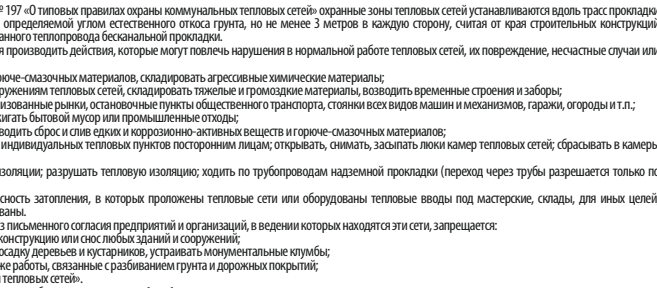 № 197 «О типовых правилах охраны коммунальных тепловых сетей» охранные зоны тепловых сетей устанавливаются вдоль трассы прокладки
определяемой углом естественного откоса грунта, но не менее 3 метров в каждую сторону, считая от края строительных конструкций
анного теплопровода бесканальной прокладки.
я производить действия, которые могут повлечь нарушения в нормальной работе тепловых сетей, их повреждение, несчастные случаи или
рюче-смазочных материалов, складировать агрессивные химические материалы;
ружениям тепловых сетей, складировать тяжелые и громоздкие материалы, возводить временные строения и заборы;
изованные рынки, остановочные пункты общественного транспорта, стоянки всех видов машин и механизмов, гаражи, огороды и т.п.;
жигать бытовой мусор или промышленные отходы;
водить сброс и слив едких и коррозионно-активных веществ и горюче-смазочных материалов;
индивидуальных тепловых пунктов посторонним лицам; открывать, снимать, засыпать люки камер тепловых сетей; сбрасывать в камеры
золяции; разрушать тепловую изоляцию; ходить по трубопроводам надземной прокладки (переход через трубы разрешается только по
сность затопления, в которых проложены тепловые сети или оборудованы тепловые вводы под мастерские, склады, для иных целей
ваны.
з письменного согласия предприятий и организаций, в ведении которых находятся эти сети, запрещается:
конструкцию или снос любых зданий и сооружений;
осадку деревьев и кустарников, устраивать монументальные клумбы;
же работы, связанные с разбиванием грунта и дорожных покрытий;
тепловых сетей».